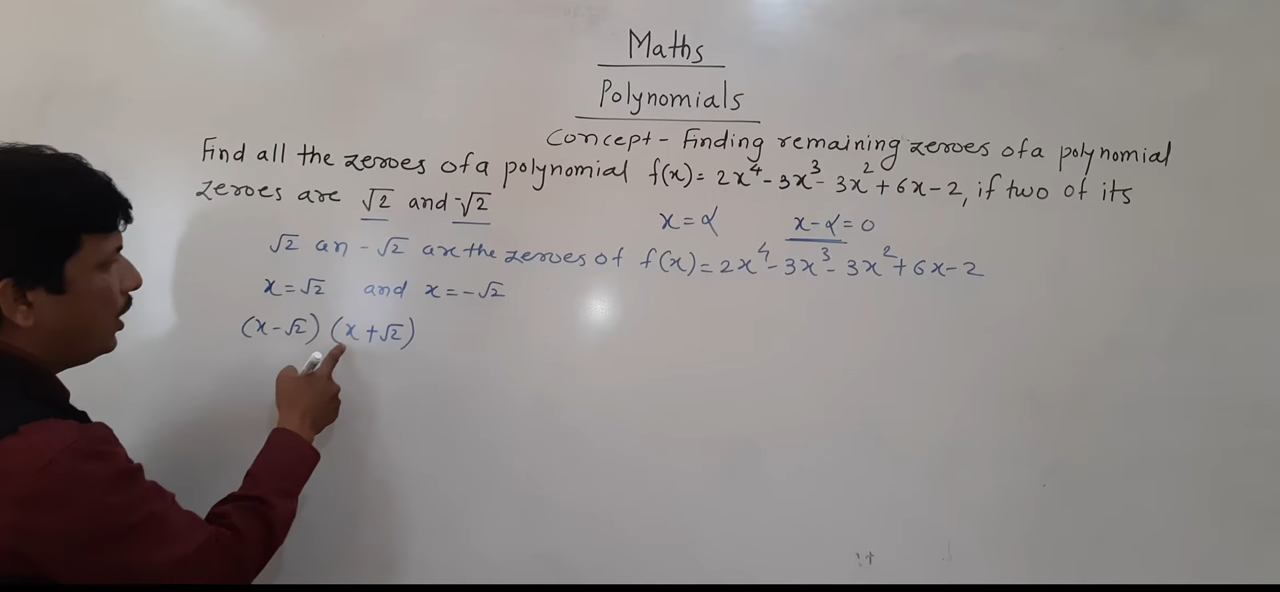 Maths
Polynomials
Concept - Finding remaining zeroes of a polynomial
Find all the zeroes of a polynomial f(x) = 2x⁴ - 3x³ - 3x² + 6x - 2, if two of its
zeroes are √2 and -√2
x = α x - α = 0
√2 an - √2 are the zeroes of f(x) = 2x⁴ - 3x³ - 3x² + 6x - 2
x = √2 and x = -√2
(x - √2) (x + √2)